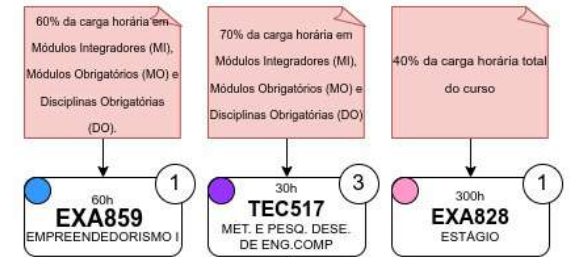 60% da carga horária em
Módulos Integradores (MI),
Módulos Obrigatórios (MO) e
Disciplinas Obrigatórias
(DO).
70% da carga horária em
Módulos Integradores (MI),
Módulos Obrigatórios (MO) e
Disciplinas Obrigatórias (DO)
40% da carga horária total
do curso
1
60h
EXA859
EMPREENDEDORISMO I
3
30h
TEC517
MET. E PESQ. DESE.
DE ENG.COMP
1
300h
EXA828
ESTÁGIO